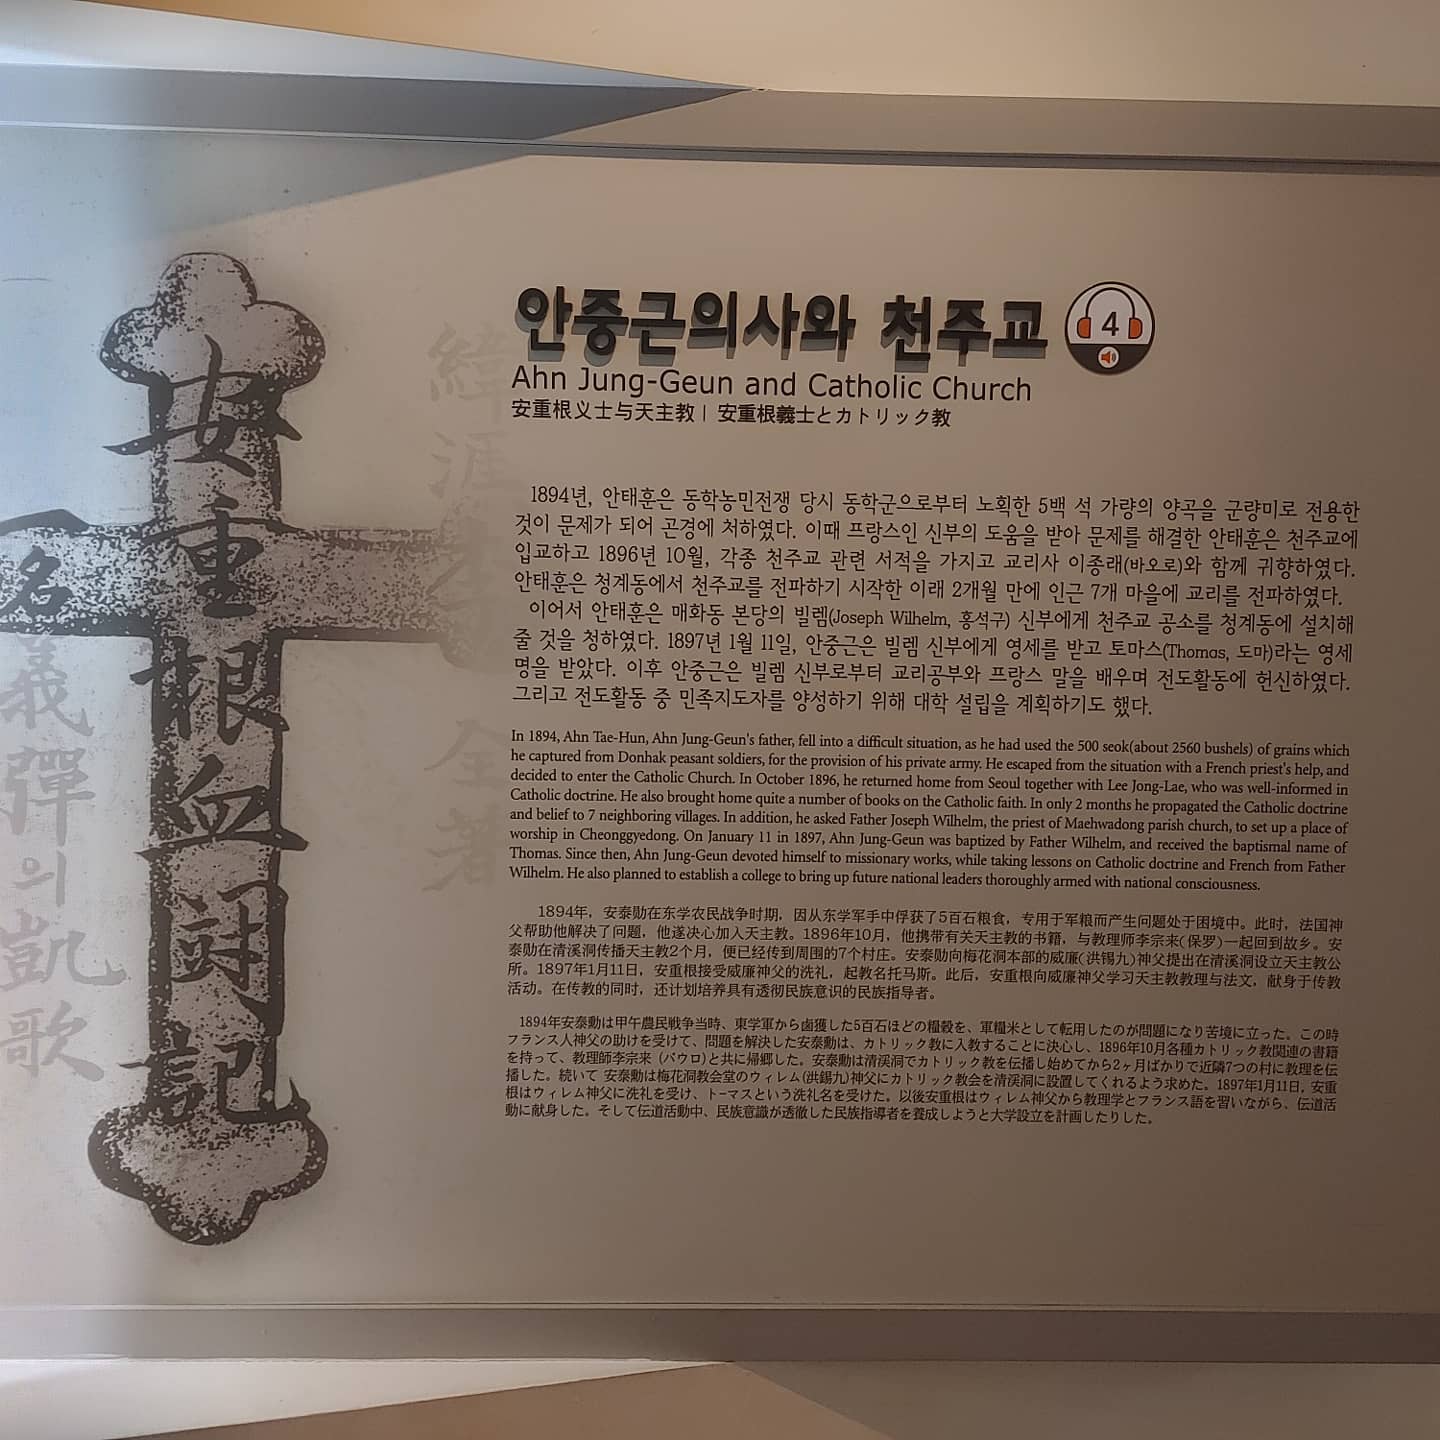 安重根血闘記
名
義彈의凱歌
全著
안중근의사와 천주교
4
Ahn Jung-Geun and Catholic Church
安重根义士与天主教 | 安重根義士とカトリック教
1894년, 안태훈은 동학농민전쟁 당시 동학군으로부터 노획한 5백 석 가량의 양곡을 군량미로 전용한
것이 문제가 되어 곤경에 처하였다. 이때 프랑스인 신부의 도움을 받아 문제를 해결한 안태훈은 천주교에
입교하고 1896년 10월, 각종 천주교 관련 서적을 가지고 교리사 이종래(바오로)와 함께 귀향하였다.
안태훈은 청계동에서 천주교를 전파하기 시작한 이래 2개월 만에 인근 7개 마을에 교리를 전파하였다.
이어서 안태훈은 매화동 본당의 빌렘(Joseph Wilhelm, 홍석구) 신부에게 천주교 공소를 청계동에 설치해
줄 것을 청하였다. 1897년 1월 11일, 안중근은 빌렘 신부에게 영세를 받고 토마스(Thomas, 도마)라는 영세
명을 받았다. 이후 안중근은 빌렘 신부로부터 교리공부와 프랑스 말을 배우며 전도활동에 헌신하였다.
그리고 전도활동 중 민족지도자를 양성하기 위해 대학 설립을 계획하기도 했다.
In 1894, Ahn Tae-Hun, Ahn Jung-Geun's father, fell into a difficult situation, as he had used the 500 seok(about 2560 bushels) of grains which
he captured from Donhak peasant soldiers, for the provision of his private army. He escaped from the situation with a French priest's help, and
decided to enter the Catholic Church. In October 1896, he returned home from Seoul together with Lee Jong-Lae, who was well-informed in
Catholic doctrine. He also brought home quite a number of books on the Catholic faith. In only 2 months he propagated the Catholic doctrine
and belief to 7 neighboring villages. In addition, he asked Father Joseph Wilhelm, the priest of Maehwadong parish church, to set up a place of
worship in Cheonggyedong. On January 11 in 1897, Ahn Jung-Geun was baptized by Father Wilhelm, and received the baptismal name of
Thomas. Since then, Ahn Jung-Geun devoted himself to missionary works, while taking lessons on Catholic doctrine and French from Father
Wilhelm. He also planned to establish a college to bring up future national leaders thoroughly armed with national consciousness.
1894年，安泰勋在东学农民战争时期，因从东学军手中俘获了5百石粮食，专用于军粮而产生问题处于困境中。此时，法国神
父帮助他解决了问题，他遂决心加入天主教。1896年10月，他携带有关天主教的书籍，与教理师李宗来(保罗)一起回到故乡。安
泰勋在清溪洞传播天主教2个月，便已经传到周围的7个村庄。安泰勋向梅花洞本部的威廉(洪锡九)神父提出在清溪洞设立天主教公
所。1897年1月11日，安重根接受威廉神父的洗礼，起教名托马斯。此后，安重根向威廉神父学习天主教教理与法文，献身于传教
活动。在传教的同时，还计划培养具有透彻民族意识的民族指导者。
1894年安泰勳は甲午農民戦争当時、東学軍から鹵獲した5百石ほどの糧穀を、軍糧米として転用したのが問題になり苦境に立った。この時
フランス人神父の助けを受けて、問題を解決した安泰勳は、カトリック教に入教することに決心し、1896年10月各種カトリック教関連の書籍
を持って、教理師李宗来 (パウロ)と共に帰郷した。安泰勳は清渓洞でカトリック教を伝播し始めてから2ヶ月ばかりで近隣7つの村に教理を伝
播した。続いて 安泰勳は梅花洞教会堂のウィレム(洪錫九)神父にカトリック教会を清渓洞に設置してくれるよう求めた。1897年1月11日, 安重
根はウィレム神父に洗礼を受け、トーマスという洗礼名を受けた。以後安重根はウィレム神父から教理学とフランス語を習いながら、伝道活
動に献身した。そして伝道活動中、民族意識が透徹した民族指導者を養成しようと大学設立を計画したりした。